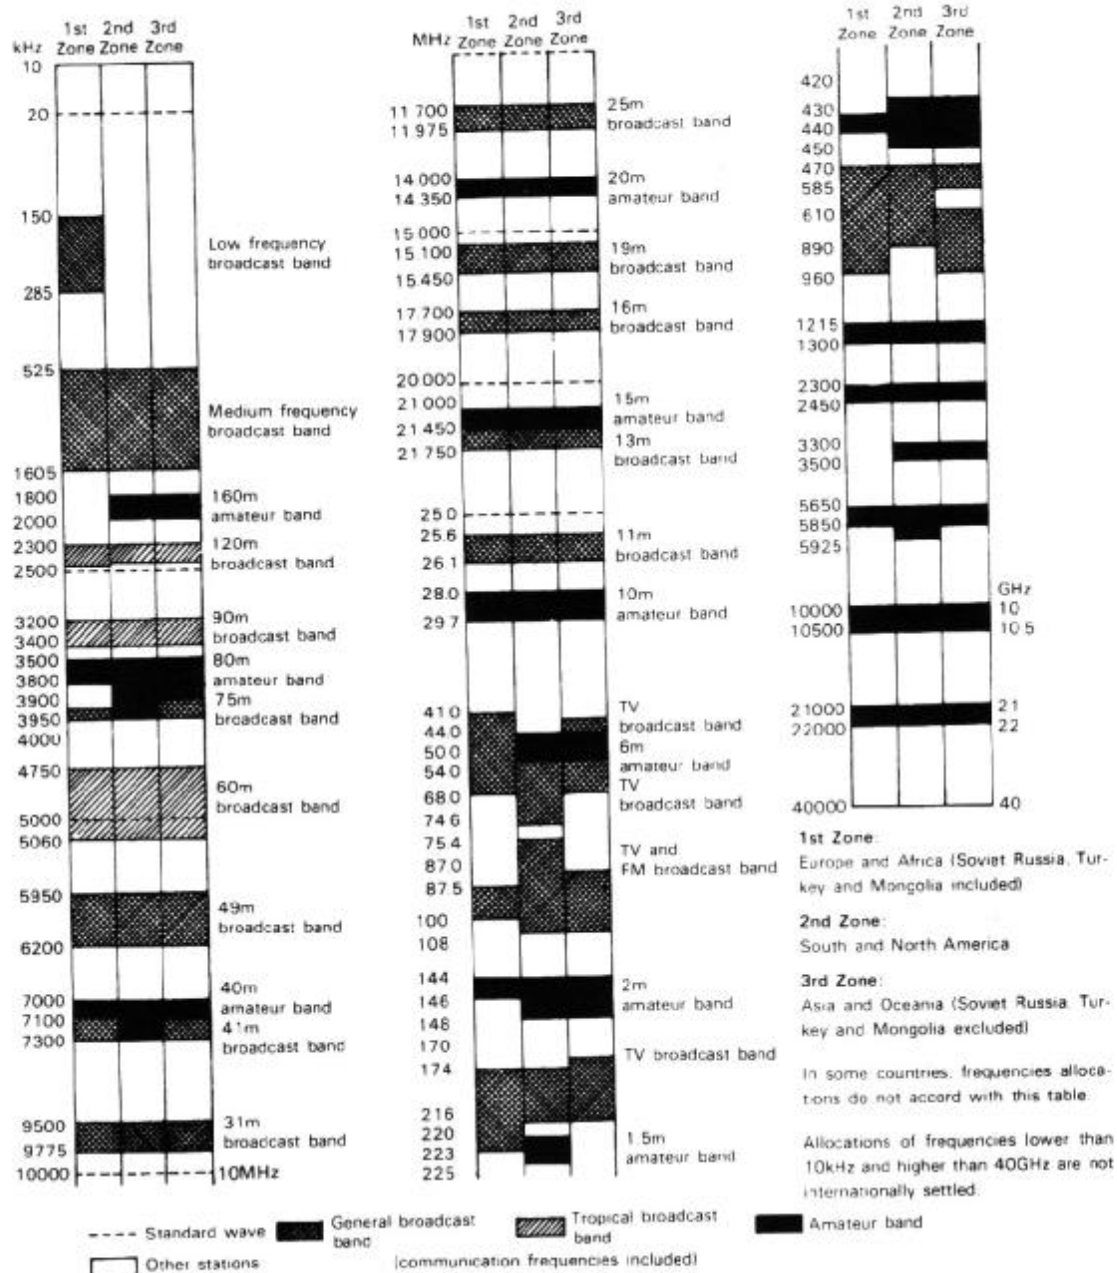 kHz
1st 2nd 3rd
Zone Zone Zone
10
20
150
285
Low frequency
broadcast band
525
1605
Medium frequency
broadcast band
1800
2000
160m
amateur band
2300
2500
120m
broadcast band
3200
3400
90m
broadcast band
3500
3800
80m
amateur band
3900
3950
75m
broadcast band
4000
4750
5000
5060
60m
broadcast band
5950
6200
49m
broadcast band
7000
7100
40m
amateur band
7300
41m
broadcast band
9500
9775
31m
broadcast band
10000
10MHz
MHz
1st 2nd 3rd
Zone Zone Zone
11 700
11 975
25m
broadcast band
14 000
14 350
20m
amateur band
15 000
15 100
15 450
19m
broadcast band
17 700
17 900
16m
broadcast band
20 000
21 000
21 450
21 750
15m
amateur band
13m
broadcast band
25.0
25.6
26.1
11m
broadcast band
28.0
29.7
10m
amateur band
41.0
44.0
50.0
54.0
68.0
74.6
TV
broadcast band
6m
amateur band
TV
broadcast band
75.4
87.0
87.5
100
108
TV and
FM broadcast band
144
146
148
2m
amateur band
170
174
216
TV broadcast band
220
223
225
1.5m
amateur band
1st 2nd 3rd
Zone Zone Zone
420
430
440
450
470
585
610
890
960
1215
1300
2300
2450
3300
3500
5650
5850
5925
GHz
10000 10
10500 10.5
21000 21
22000 22
40000 40
1st Zone:
Europe and Africa (Soviet Russia, Tur-
key and Mongolia included)
2nd Zone:
South and North America
3rd Zone:
Asia and Oceania (Soviet Russia, Tur-
key and Mongolia excluded)
In some countries, frequencies alloca-
tions do not accord with this table.
Allocations of frequencies lower than
10kHz and higher than 40GHz are not
internationally settled.
Standard wave
General broadcast
band
Tropical broadcast
band
Amateur band
Other stations
(communication frequencies included)